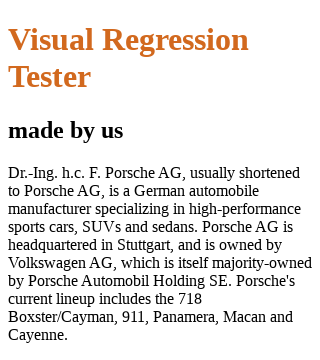 Visual Regression
Tester
made by us
Dr.-Ing. h.c. F. Porsche AG, usually shortened
to Porsche AG, is a German automobile
manufacturer specializing in high-performance
sports cars, SUVs and sedans. Porsche AG is
headquartered in Stuttgart, and is owned by
Volkswagen AG, which is itself majority-owned
by Porsche Automobil Holding SE. Porsche's
current lineup includes the 718
Boxster/Cayman, 911, Panamera, Macan and
Cayenne.